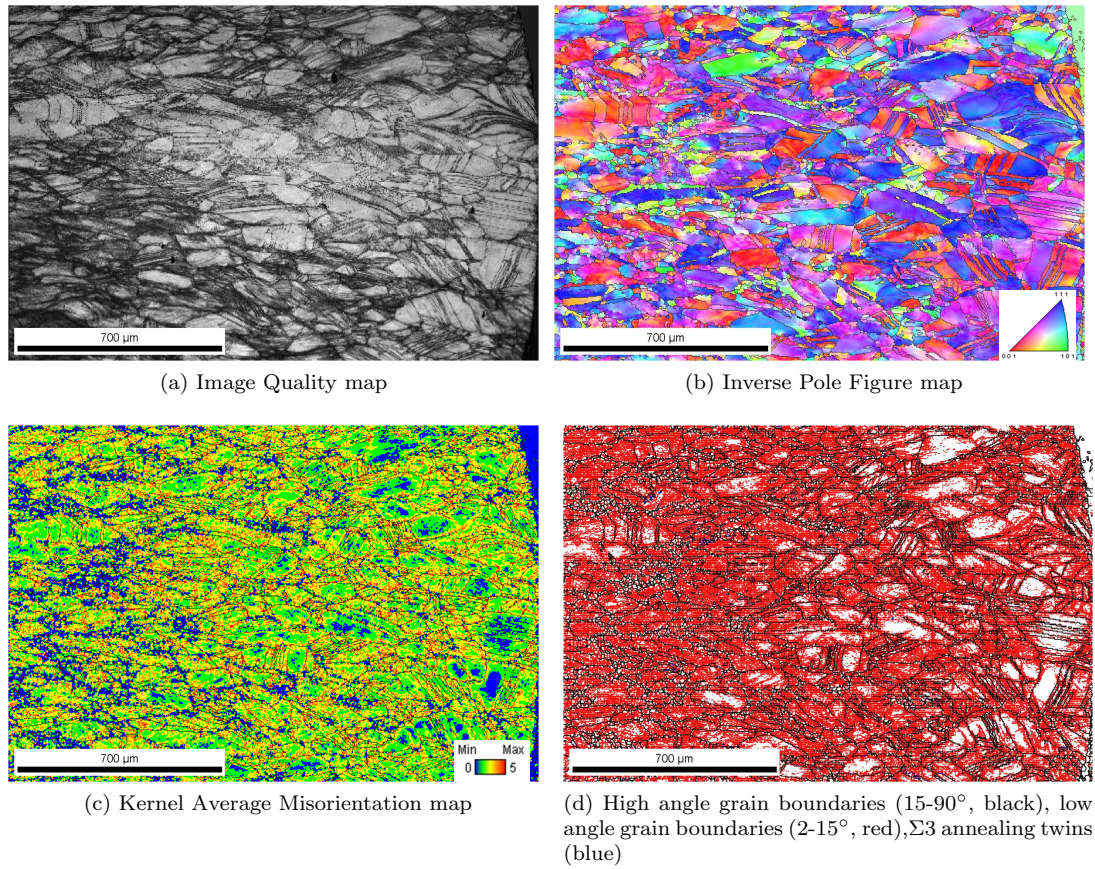 700 µm
(a) Image Quality map
700 µm
111
001
101
(b) Inverse Pole Figure map
700 µm
Min Max
0 5
(c) Kernel Average Misorientation map
700 µm
(d) High angle grain boundaries (15-90°, black), low
angle grain boundaries (2-15°, red),Σ3 annealing twins
(blue)